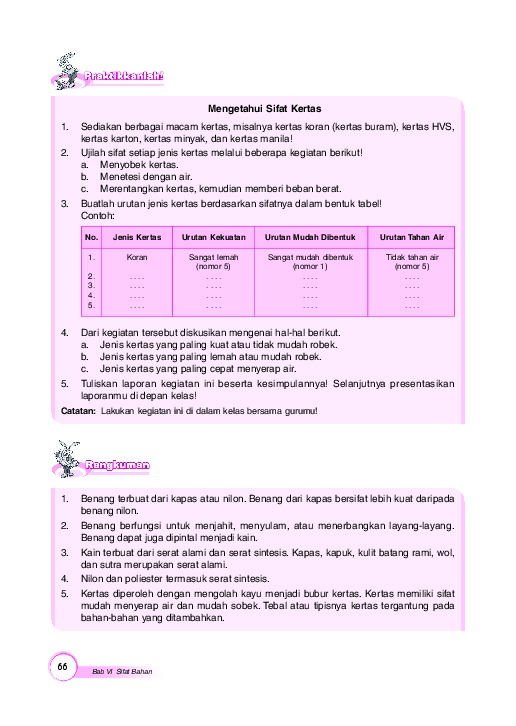 Praktikkanlah!
Mengetahui Sifat Kertas
1. Sediakan berbagai macam kertas, misalnya kertas koran (kertas buram), kertas HVS,
kertas karton, kertas minyak, dan kertas manila!
2. Ujilah sifat setiap jenis kertas melalui beberapa kegiatan berikut!
a. Menyobek kertas.
b. Menetesi dengan air.
c. Merentangkan kertas, kemudian memberi beban berat.
3. Buatlah urutan jenis kertas berdasarkan sifatnya dalam bentuk tabel!
Contoh:
No. Jenis Kertas Urutan Kekuatan Urutan Mudah Dibentuk Urutan Tahan Air
1. Koran Sangat lemah Sangat mudah dibentuk Tidak tahan air
(nomor 5) (nomor 1) (nomor 5)
2. . . . . . . . . . . . . . . . .
3. . . . . . . . . . . . . . . . .
4. . . . . . . . . . . . . . . . .
5. . . . . . . . . . . . . . . . .
4. Dari kegiatan tersebut diskusikan mengenai hal-hal berikut.
a. Jenis kertas yang paling kuat atau tidak mudah robek.
b. Jenis kertas yang paling lemah atau mudah robek.
c. Jenis kertas yang paling cepat menyerap air.
5. Tuliskan laporan kegiatan ini beserta kesimpulannya! Selanjutnya presentasikan
laporanmu di depan kelas!
Catatan: Lakukan kegiatan ini di dalam kelas bersama gurumu!
Rangkuman
1. Benang terbuat dari kapas atau nilon. Benang dari kapas bersifat lebih kuat daripada
benang nilon.
2. Benang berfungsi untuk menjahit, menyulam, atau menerbangkan layang-layang.
Benang dapat juga dipintal menjadi kain.
3. Kain terbuat dari serat alami dan serat sintesis. Kapas, kapuk, kulit batang rami, wol,
dan sutra merupakan serat alami.
4. Nilon dan poliester termasuk serat sintesis.
5. Kertas diperoleh dengan mengolah kayu menjadi bubur kertas. Kertas memiliki sifat
mudah menyerap air dan mudah sobek. Tebal atau tipisnya kertas tergantung pada
bahan-bahan yang ditambahkan.
66 Bab VI Sifat Bahan